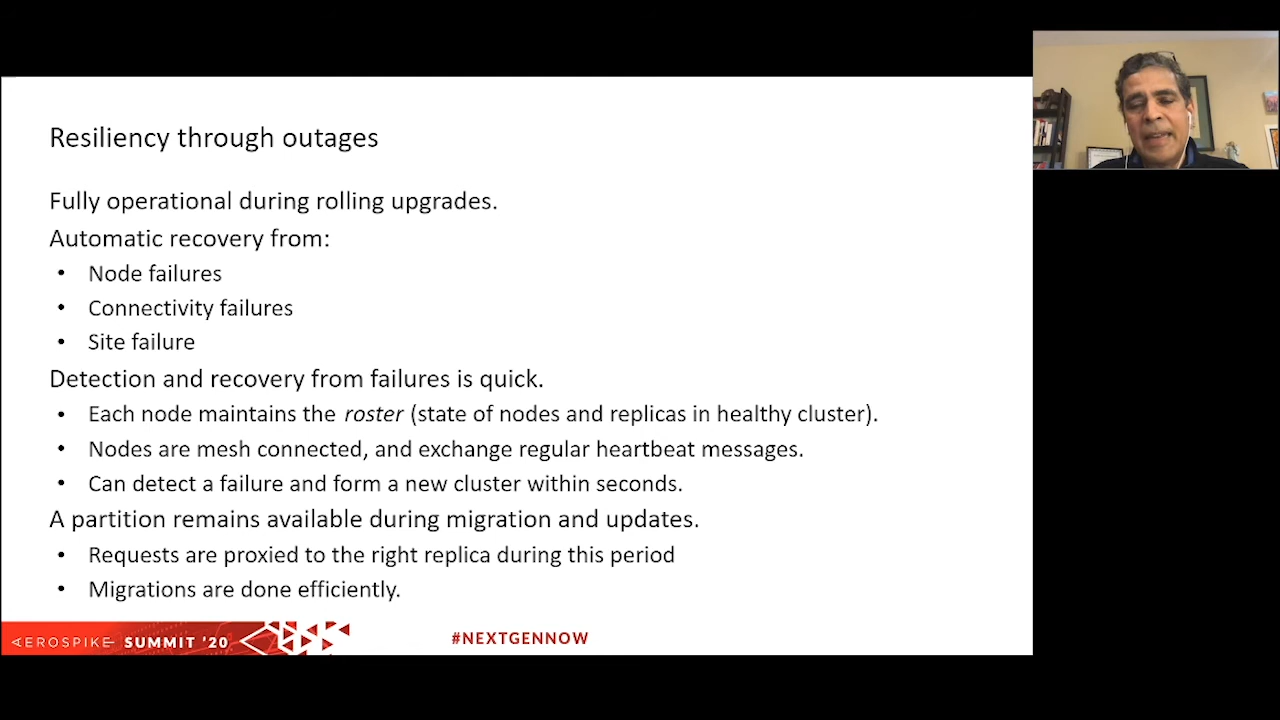 Resiliency through outages
Fully operational during rolling upgrades.
Automatic recovery from:
• Node failures
• Connectivity failures
• Site failure
Detection and recovery from failures is quick.
• Each node maintains the roster (state of nodes and replicas in healthy cluster).
• Nodes are mesh connected, and exchange regular heartbeat messages.
• Can detect a failure and form a new cluster within seconds.
A partition remains available during migration and updates.
• Requests are proxied to the right replica during this period
• Migrations are done efficiently.
AEROSPIKE SUMMIT '20
#NEXTGENNOW